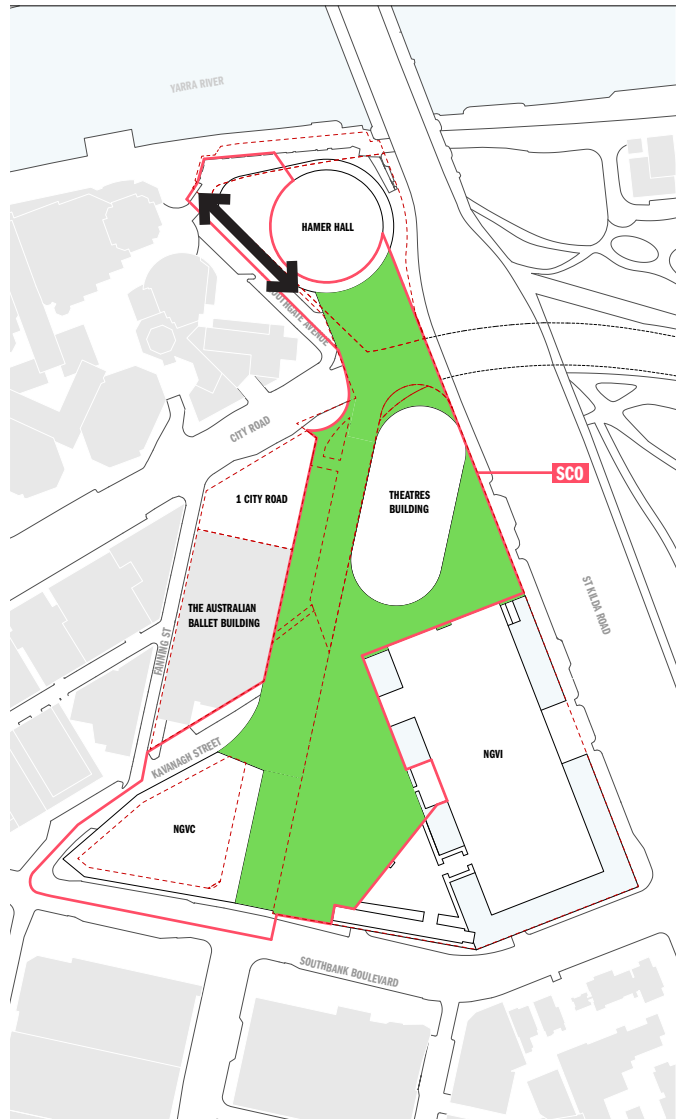 YARRA RIVER
HAMER HALL
SOUTHGATE AVENUE
CITY ROAD
1 CITY ROAD
THEATRES
BUILDING
SCO
ST KILDA ROAD
THE AUSTRALIAN
BALLET BUILDING
FANNING ST
KAVANAGH STREET
NGVI
NGVC
SOUTHBANK BOULEVARD